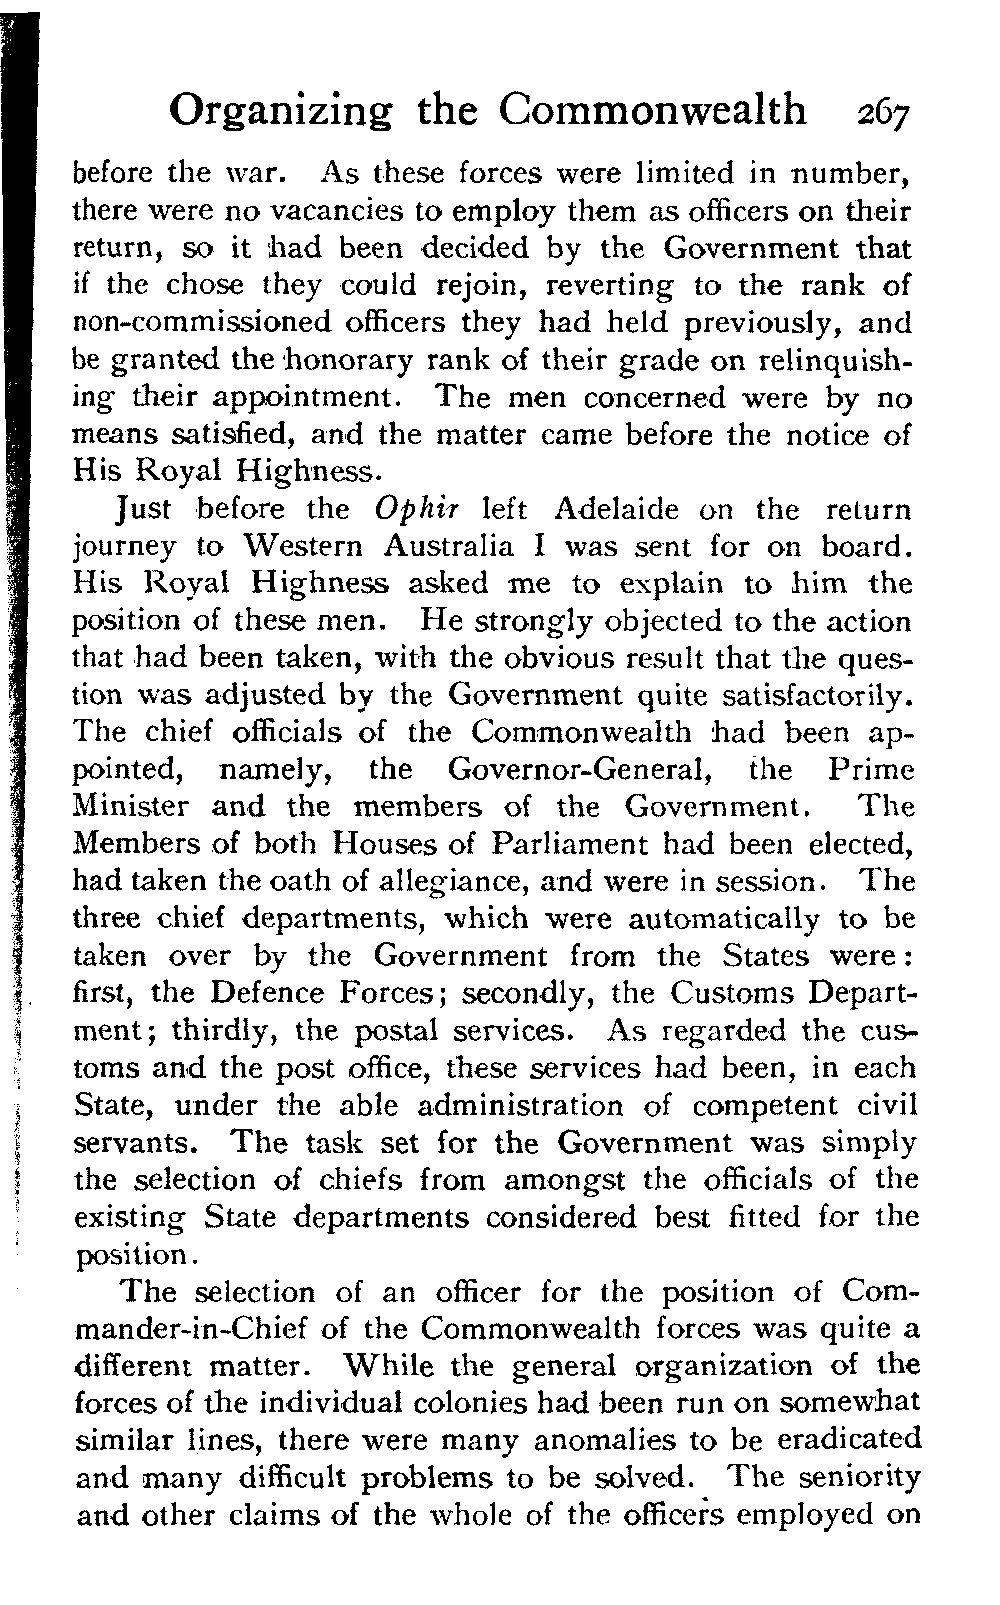 Organizing the Commonwealth 267
before the war. As these forces were limited in number,
there were no vacancies to employ them as officers on their
return, so it had been decided by the Government that
if the chose they could rejoin, reverting to the rank of
non-commissioned officers they had held previously, and
be granted the honorary rank of their grade on relinquish-
ing their appointment. The men concerned were by no
means satisfied, and the matter came before the notice of
His Royal Highness.
Just before the Ophir left Adelaide on the return
journey to Western Australia I was sent for on board.
His Royal Highness asked me to explain to him the
position of these men. He strongly objected to the action
that had been taken, with the obvious result that the ques-
tion was adjusted by the Government quite satisfactorily.
The chief officials of the Commonwealth had been ap-
pointed, namely, the Governor-General, the Prime
Minister and the members of the Government. The
Members of both Houses of Parliament had been elected,
had taken the oath of allegiance, and were in session. The
three chief departments, which were automatically to be
taken over by the Government from the States were:
first, the Defence Forces; secondly, the Customs Depart-
ment; thirdly, the postal services. As regarded the cus-
toms and the post office, these services had been, in each
State, under the able administration of competent civil
servants. The task set for the Government was simply
the selection of chiefs from amongst the officials of the
existing State departments considered best fitted for the
position.
The selection of an officer for the position of Com-
mander-in-Chief of the Commonwealth forces was quite a
different matter. While the general organization of the
forces of the individual colonies had been run on somewhat
similar lines, there were many anomalies to be eradicated
and many difficult problems to be solved. The seniority
and other claims of the whole of the officers employed on